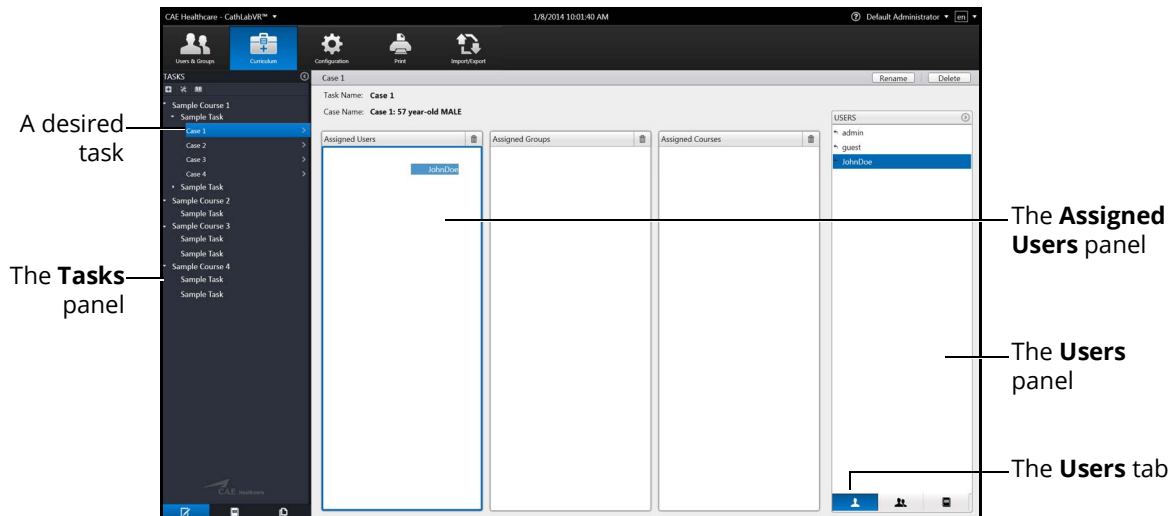 CAE Healthcare - CathLabVR™
1/8/2014 10:01:40 AM
Default Administrator
en
Users & Groups
Curriculum
Configuration
Print
Import/Export
TASKS
Sample Course 1
Sample Task
Case 1
Case 2
Case 3
Case 4
Sample Task
Sample Course 2
Sample Task
Sample Course 3
Sample Task
Sample Task
Sample Course 4
Sample Task
Sample Task
CAE Healthcare
Case 1
Rename
Delete
Task Name: Case 1
Case Name: Case 1: 57 year-old MALE
Assigned Users
Assigned Groups
Assigned Courses
JohnDoe
USERS
admin
guest
JohnDoe
A desired
task
The Tasks
panel
The Assigned
Users panel
The Users
panel
The Users tab